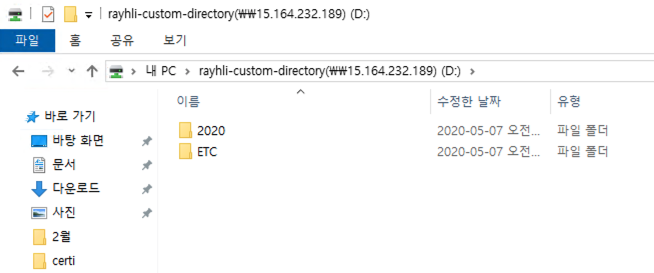 rayhli-custom-directory(₩₩15.164.232.189) (D:)
파일 홈 공유 보기
내 PC rayhli-custom-directory(₩₩15.164.232.189) (D:)
이름 수정한 날짜 유형
바로 가기
바탕 화면
문서
다운로드
사진
2월
certi
2020 2020-05-07 오전... 파일 폴더
ETC 2020-05-07 오전... 파일 폴더